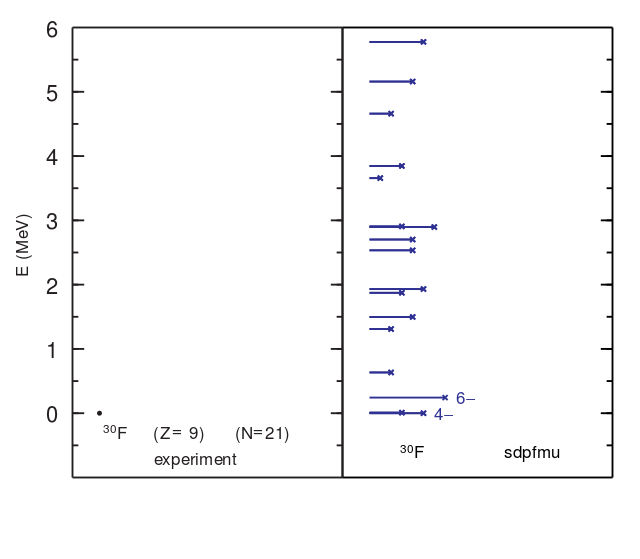 6
5
4
3
2
1
0
E (MeV)
30F (Z= 9) (N=21)
experiment
6–
4–
30F sdpfmu